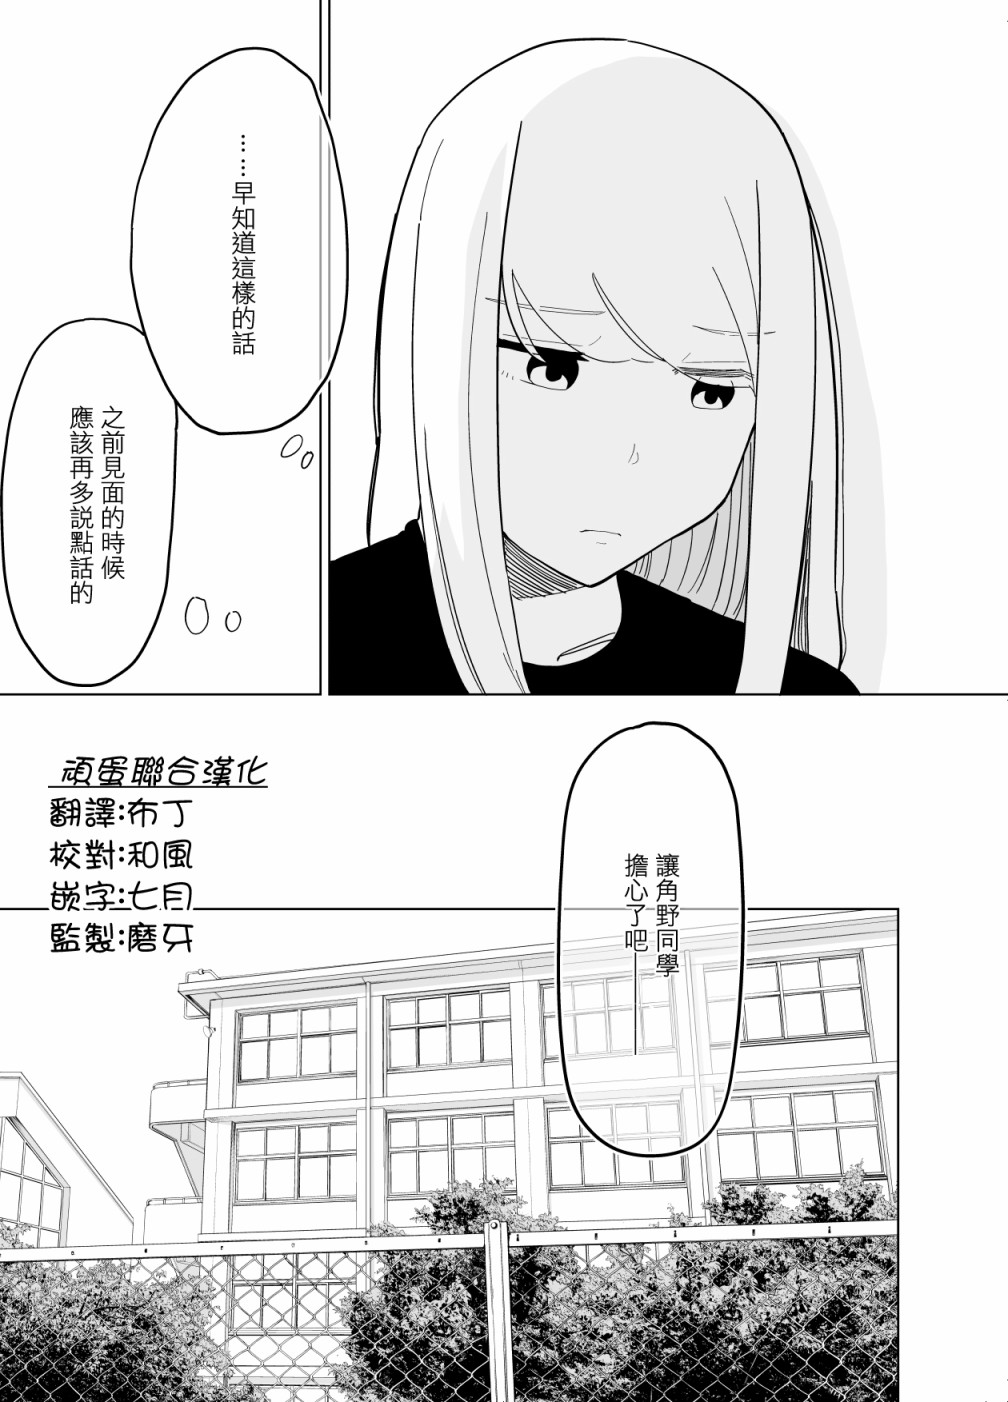 ……早知道這樣的話
之前見面的時候
應該再多説點話的
頑蛋聯合漢化
翻譯:布丁
校對:和風
嵌字:七月
監製:磨牙
讓角野同學
擔心了吧—